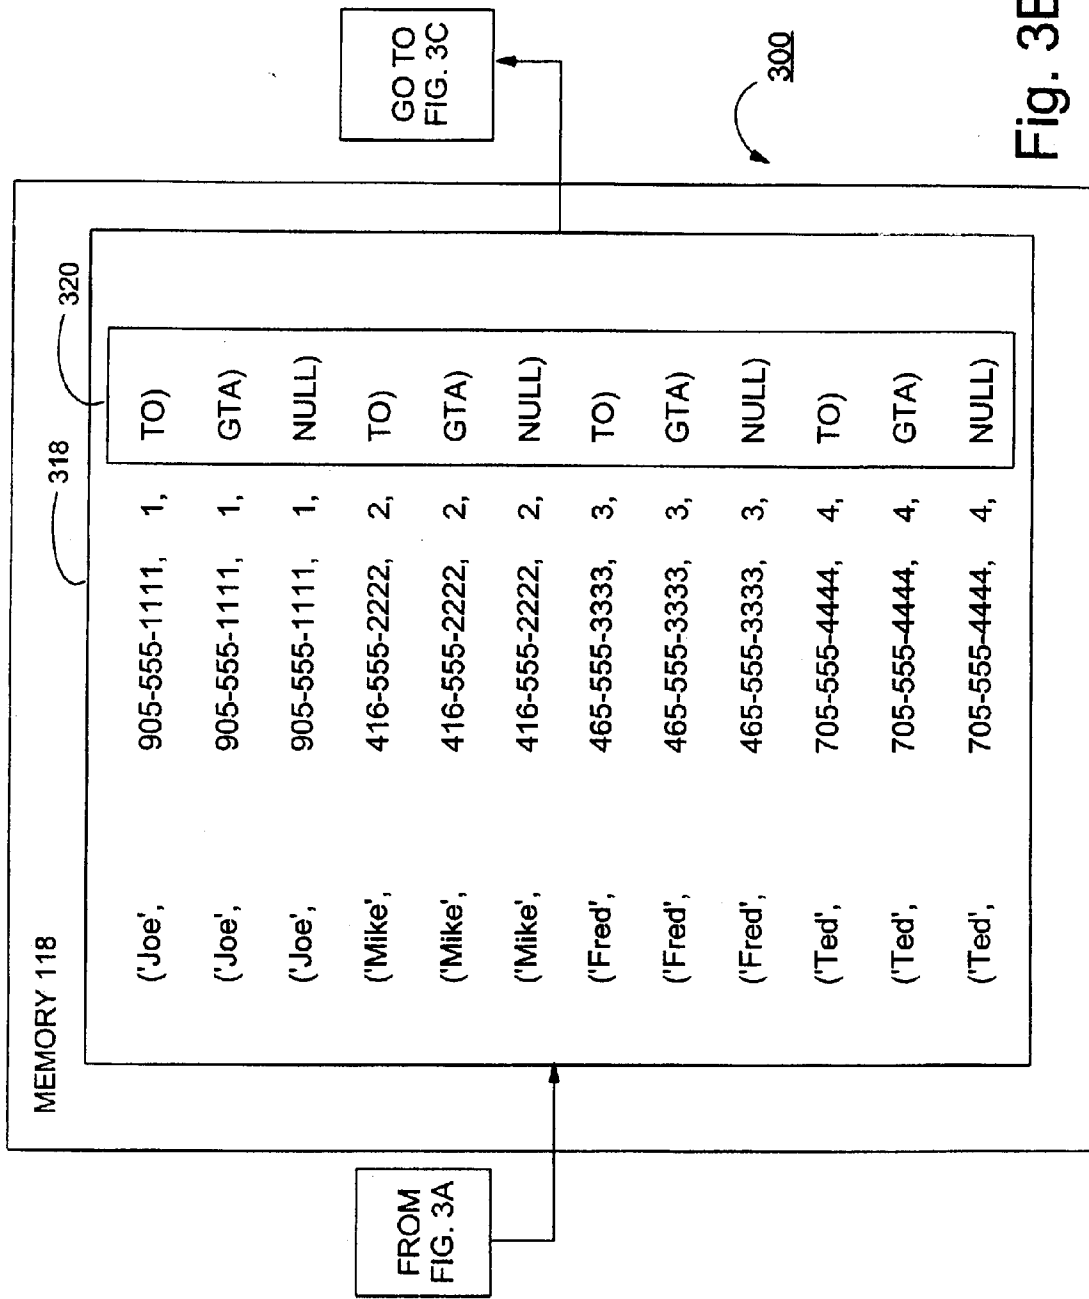 MEMORY 118
318
320
('Joe', 905-555-1111, 1, TO)
('Joe', 905-555-1111, 1, GTA)
('Joe', 905-555-1111, 1, NULL)
('Mike', 416-555-2222, 2, TO)
('Mike', 416-555-2222, 2, GTA)
('Mike', 416-555-2222, 2, NULL)
('Fred', 465-555-3333, 3, TO)
('Fred', 465-555-3333, 3, GTA)
('Fred', 465-555-3333, 3, NULL)
('Ted', 705-555-4444, 4, TO)
('Ted', 705-555-4444, 4, GTA)
('Ted', 705-555-4444, 4, NULL)
FROM
FIG. 3A
GO TO
FIG. 3C
300
Fig. 3B